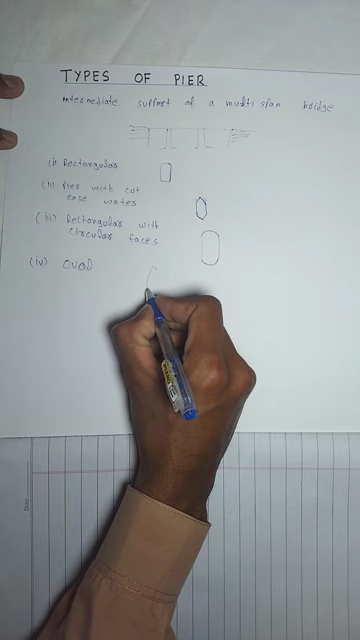 TYPES OF PIER
intermediate support of a multi span bridge
(i) Rectangular
(ii) Pier with cut
ease water
(iii) Rectangular with
circular faces
(iv) oval
Date